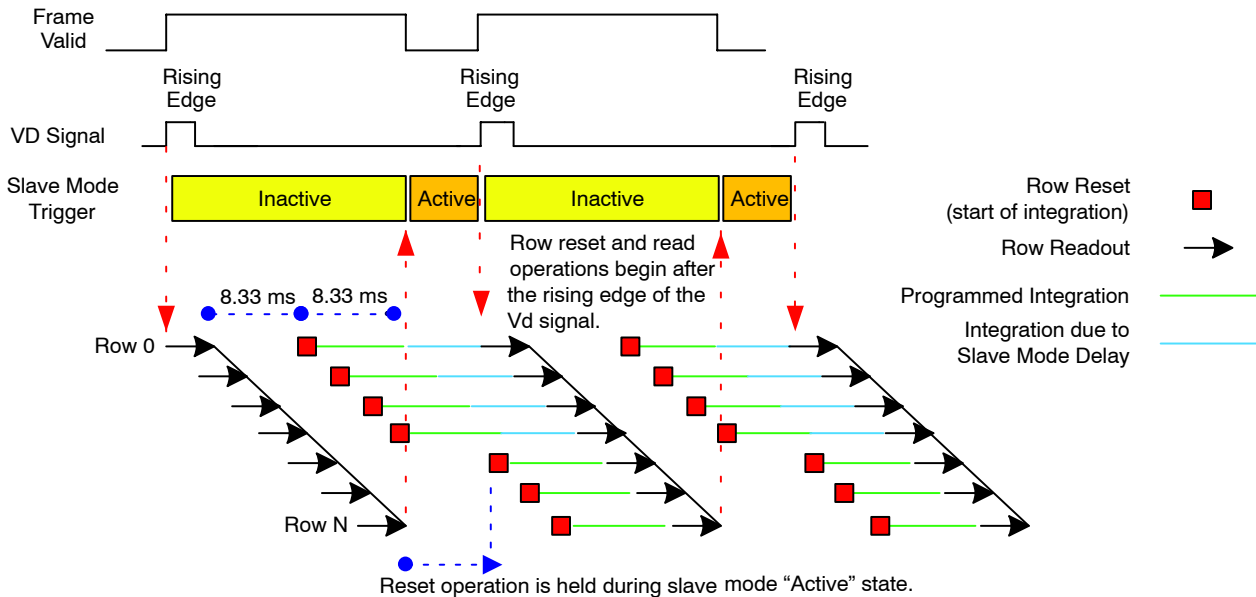 Frame
Valid
Rising
Edge
Rising
Edge
Rising
Edge
VD Signal
Slave Mode
Trigger
Inactive
Active
Inactive
Active
Row Reset
(start of integration)
Row Readout
Programmed Integration
Integration due to
Slave Mode Delay
Row reset and read
operations begin after
the rising edge of the
Vd signal.
8.33 ms
8.33 ms
Row 0
Row N
Reset operation is held during slave mode “Active” state.